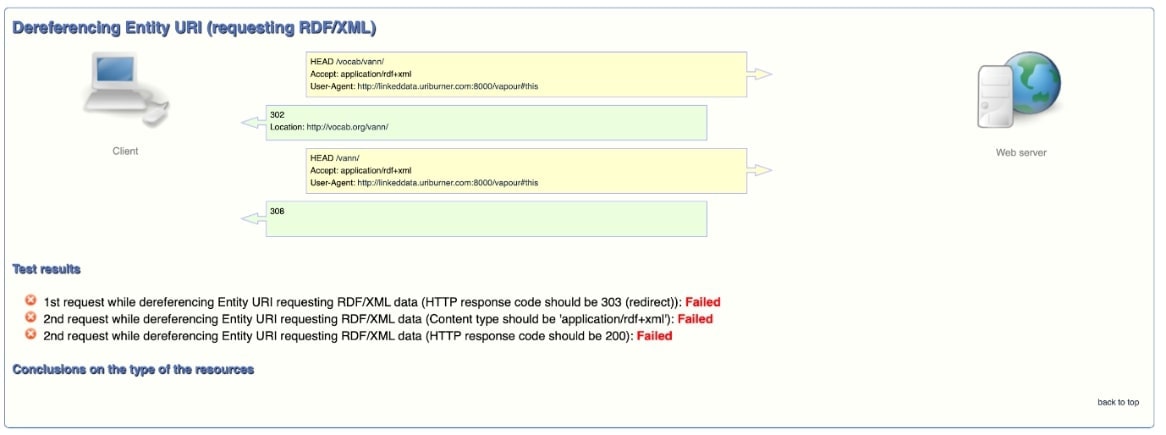 Dereferencing Entity URI (requesting RDF/XML)
HEAD /vocab/vann/
Accept: application/rdf+xml
User-Agent: http://linkeddata.uriburner.com:8000/vapour#this
302
Location: http://vocab.org/vann/
Client
Web server
HEAD /vann/
Accept: application/rdf+xml
User-Agent: http://linkeddata.uriburner.com:8000/vapour#this
308
Test results
1st request while dereferencing Entity URI requesting RDF/XML data (HTTP response code should be 303 (redirect)): Failed
2nd request while dereferencing Entity URI requesting RDF/XML data (Content type should be 'application/rdf+xml'): Failed
2nd request while dereferencing Entity URI requesting RDF/XML data (HTTP response code should be 200): Failed
Conclusions on the type of the resources
back to top